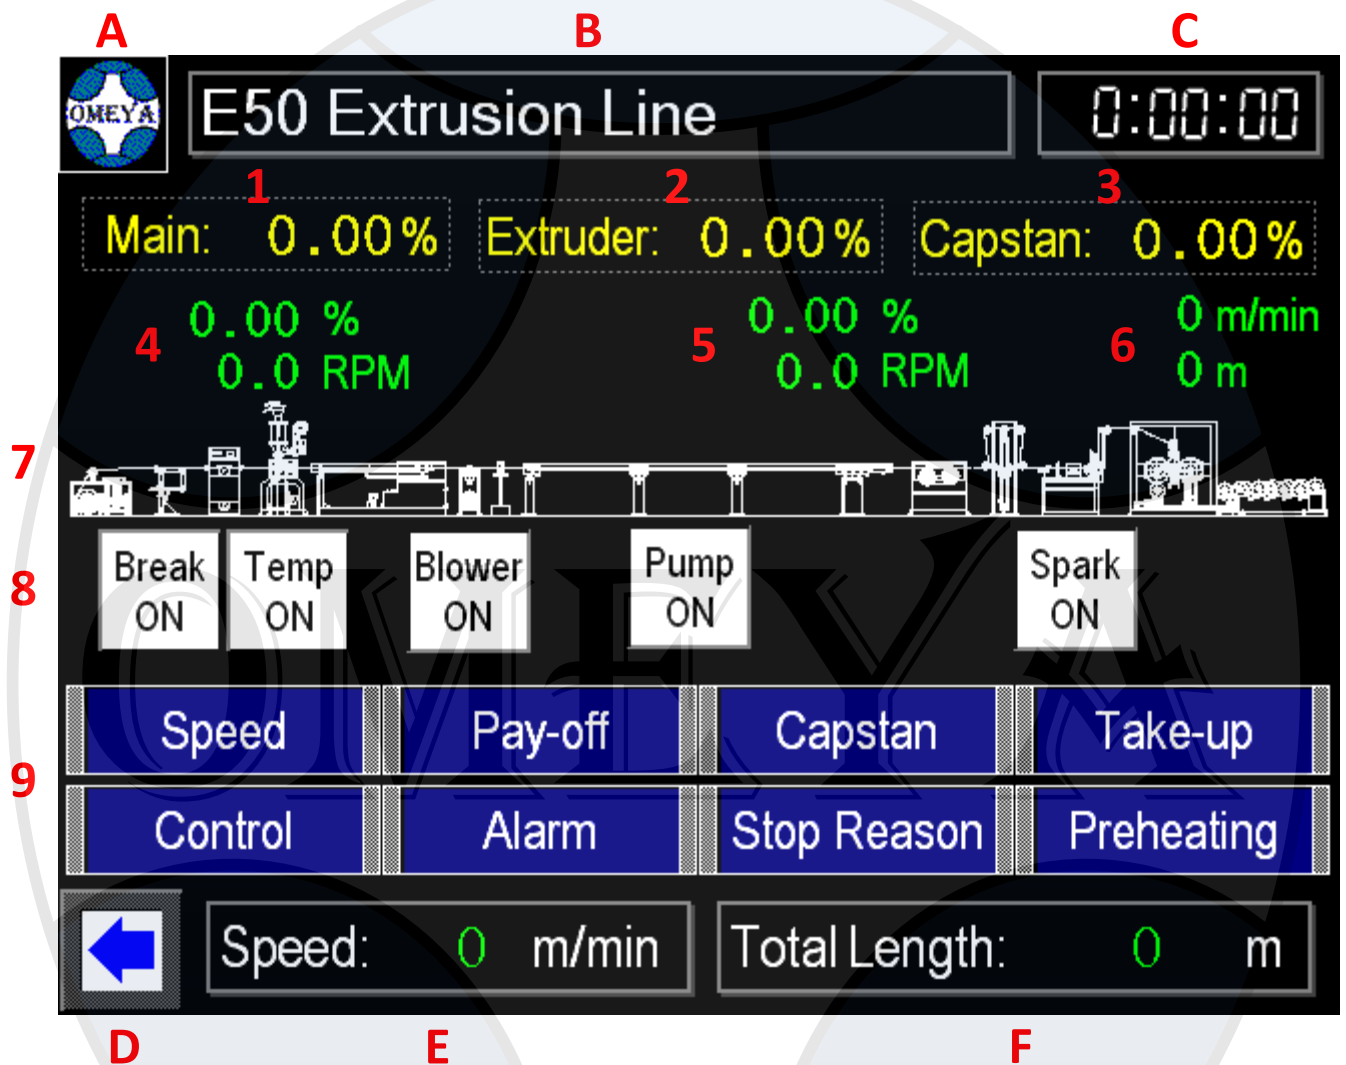 A B C
OMEYA E50 Extrusion Line 0:00:00
1 2 3
Main: 0.00% Extruder: 0.00% Capstan: 0.00%
4 0.00 % 5 0.00 % 6 0 m/min
0.0 RPM 0.0 RPM 0 m
7
8 Break Temp Blower Pump Spark
ON ON ON ON ON
OMEYA
9 Speed Pay-off Capstan Take-up
Control Alarm Stop Reason Preheating
Speed: 0 m/min Total Length: 0 m
D E F